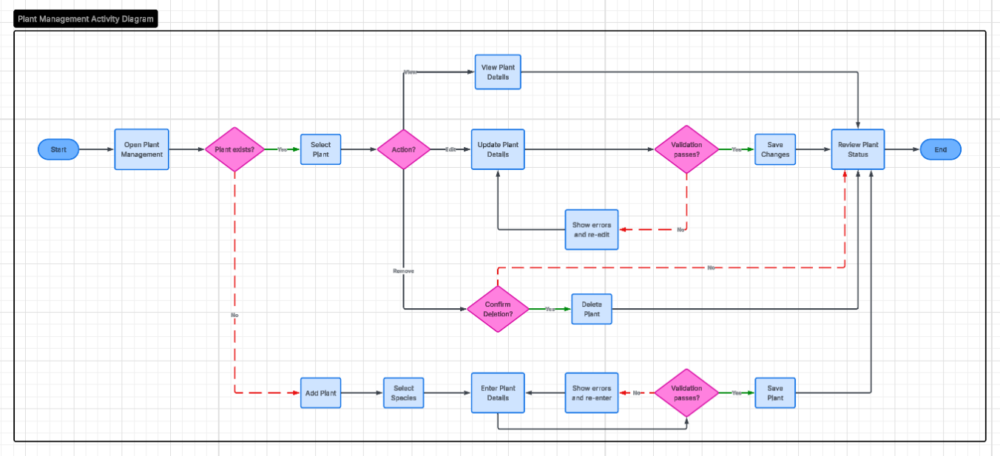 Plant Management Activity Diagram
View
View Plant
Details
Start
Open Plant
Management
Plant exists?
Yes
Select
Plant
Action?
Edit
Update Plant
Details
Validation
passes?
Yes
Save
Changes
Review Plant
Status
End
Show errors
and re-edit
No
Remove
No
Confirm
Deletion?
Yes
Delete
Plant
No
Add Plant
Select
Species
Enter Plant
Details
Show errors
and re-enter
No
Validation
passes?
Yes
Save
Plant